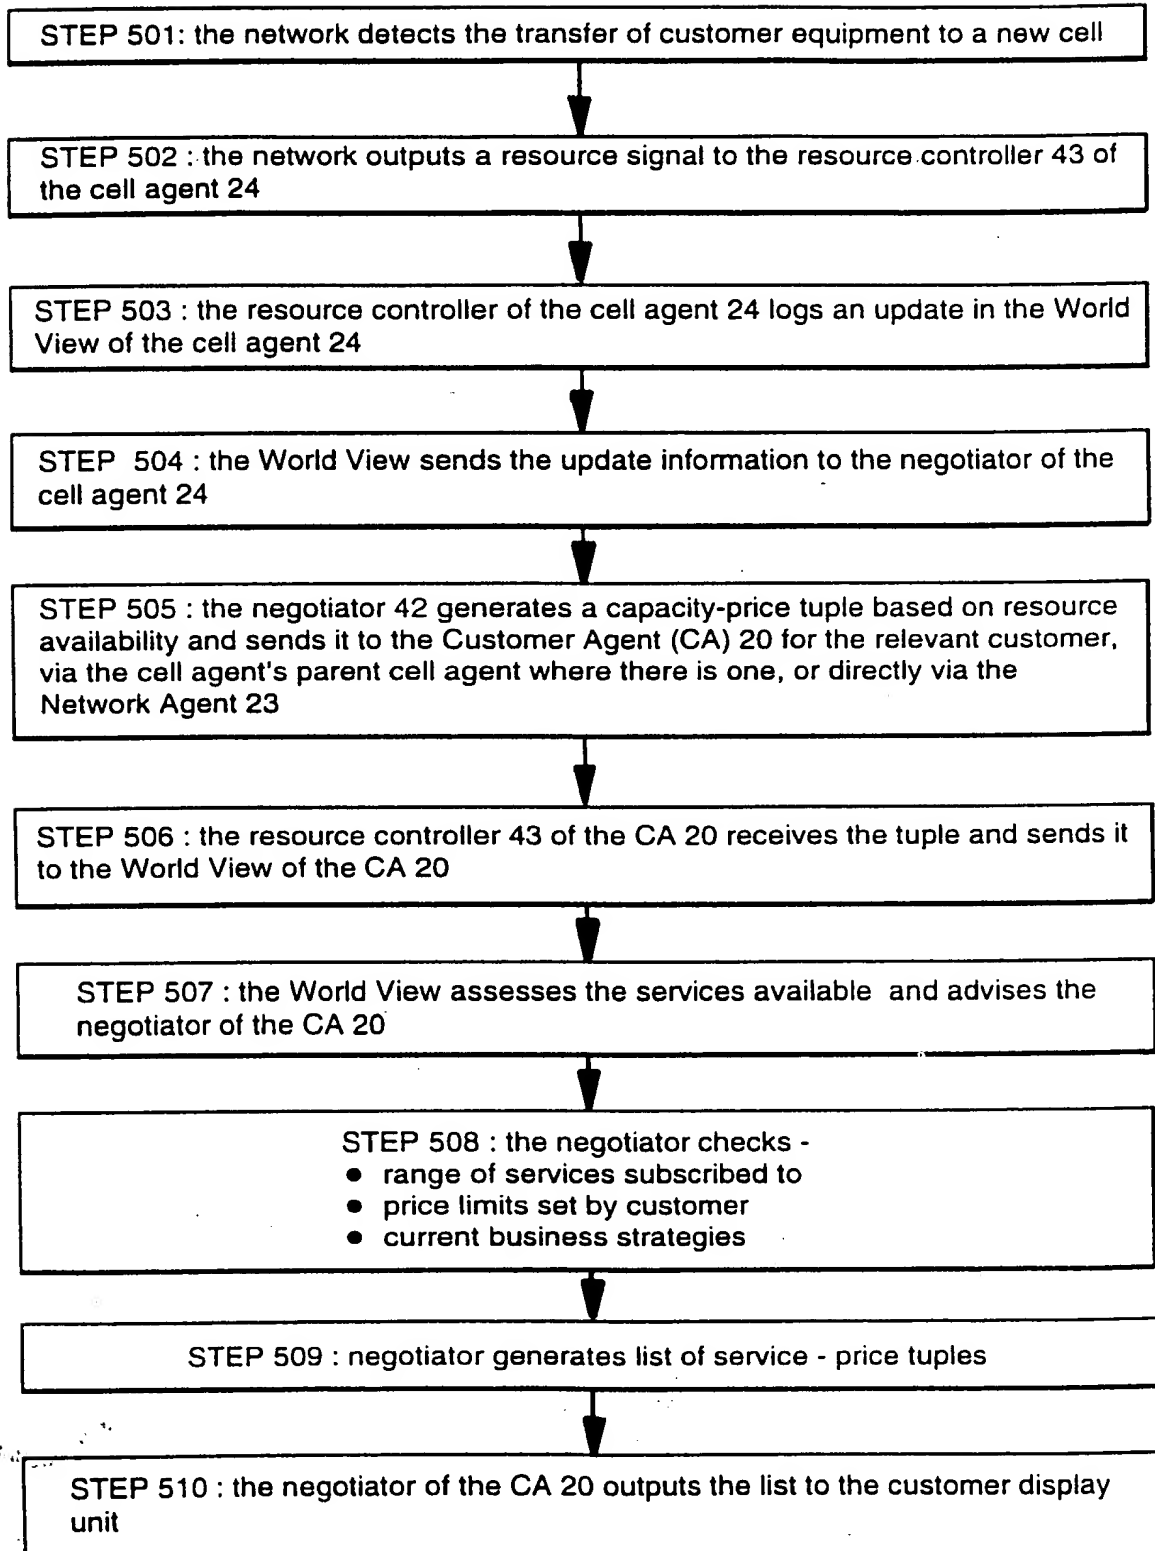 STEP 501: the network detects the transfer of customer equipment to a new cell
STEP 502 : the network outputs a resource signal to the resource controller 43 of
the cell agent 24
STEP 503 : the resource controller of the cell agent 24 logs an update in the World
View of the cell agent 24
STEP 504 : the World View sends the update information to the negotiator of the
cell agent 24
STEP 505 : the negotiator 42 generates a capacity-price tuple based on resource
availability and sends it to the Customer Agent (CA) 20 for the relevant customer,
via the cell agent's parent cell agent where there is one, or directly via the
Network Agent 23
STEP 506 : the resource controller 43 of the CA 20 receives the tuple and sends it
to the World View of the CA 20
STEP 507 : the World View assesses the services available and advises the
negotiator of the CA 20
STEP 508 : the negotiator checks -
• range of services subscribed to
• price limits set by customer
• current business strategies
STEP 509 : negotiator generates list of service - price tuples
STEP 510 : the negotiator of the CA 20 outputs the list to the customer display
unit